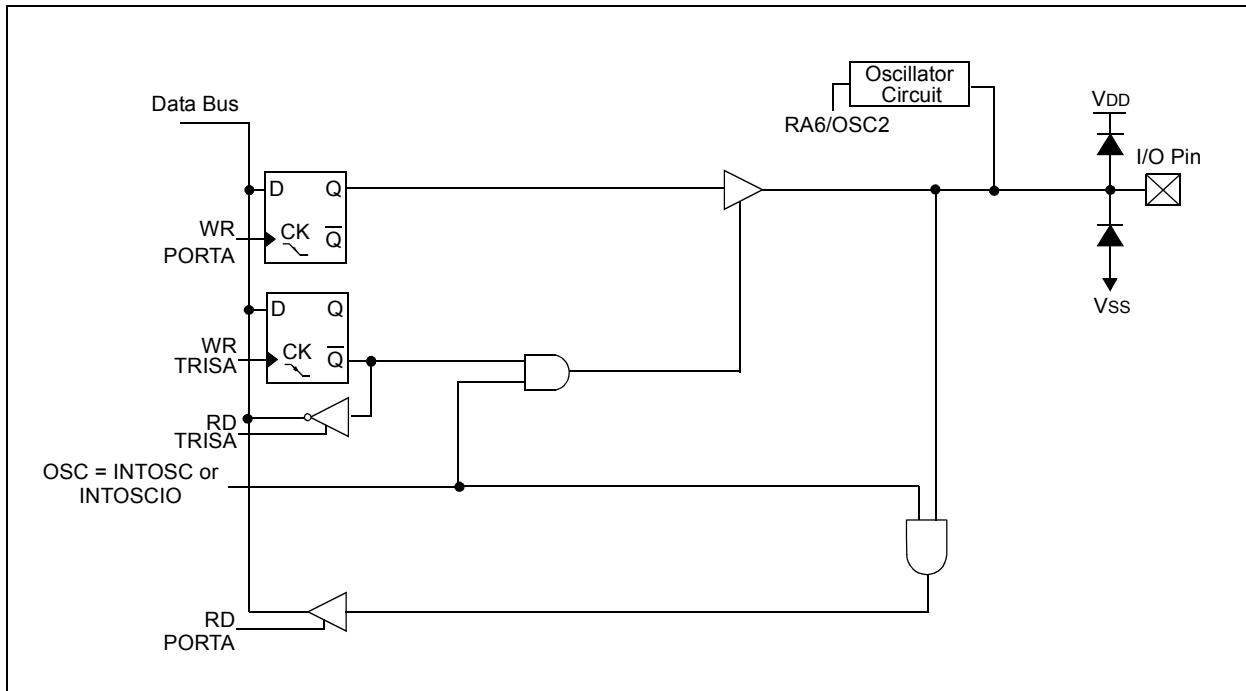 Oscillator
Circuit
RA6/OSC2
VDD
I/O Pin
Data Bus
D Q
WR
PORTA
CK Q
D Q
VSS
WR
TRISA
CK Q
RD
TRISA
OSC = INTOSC or
INTOSCIO
RD
PORTA